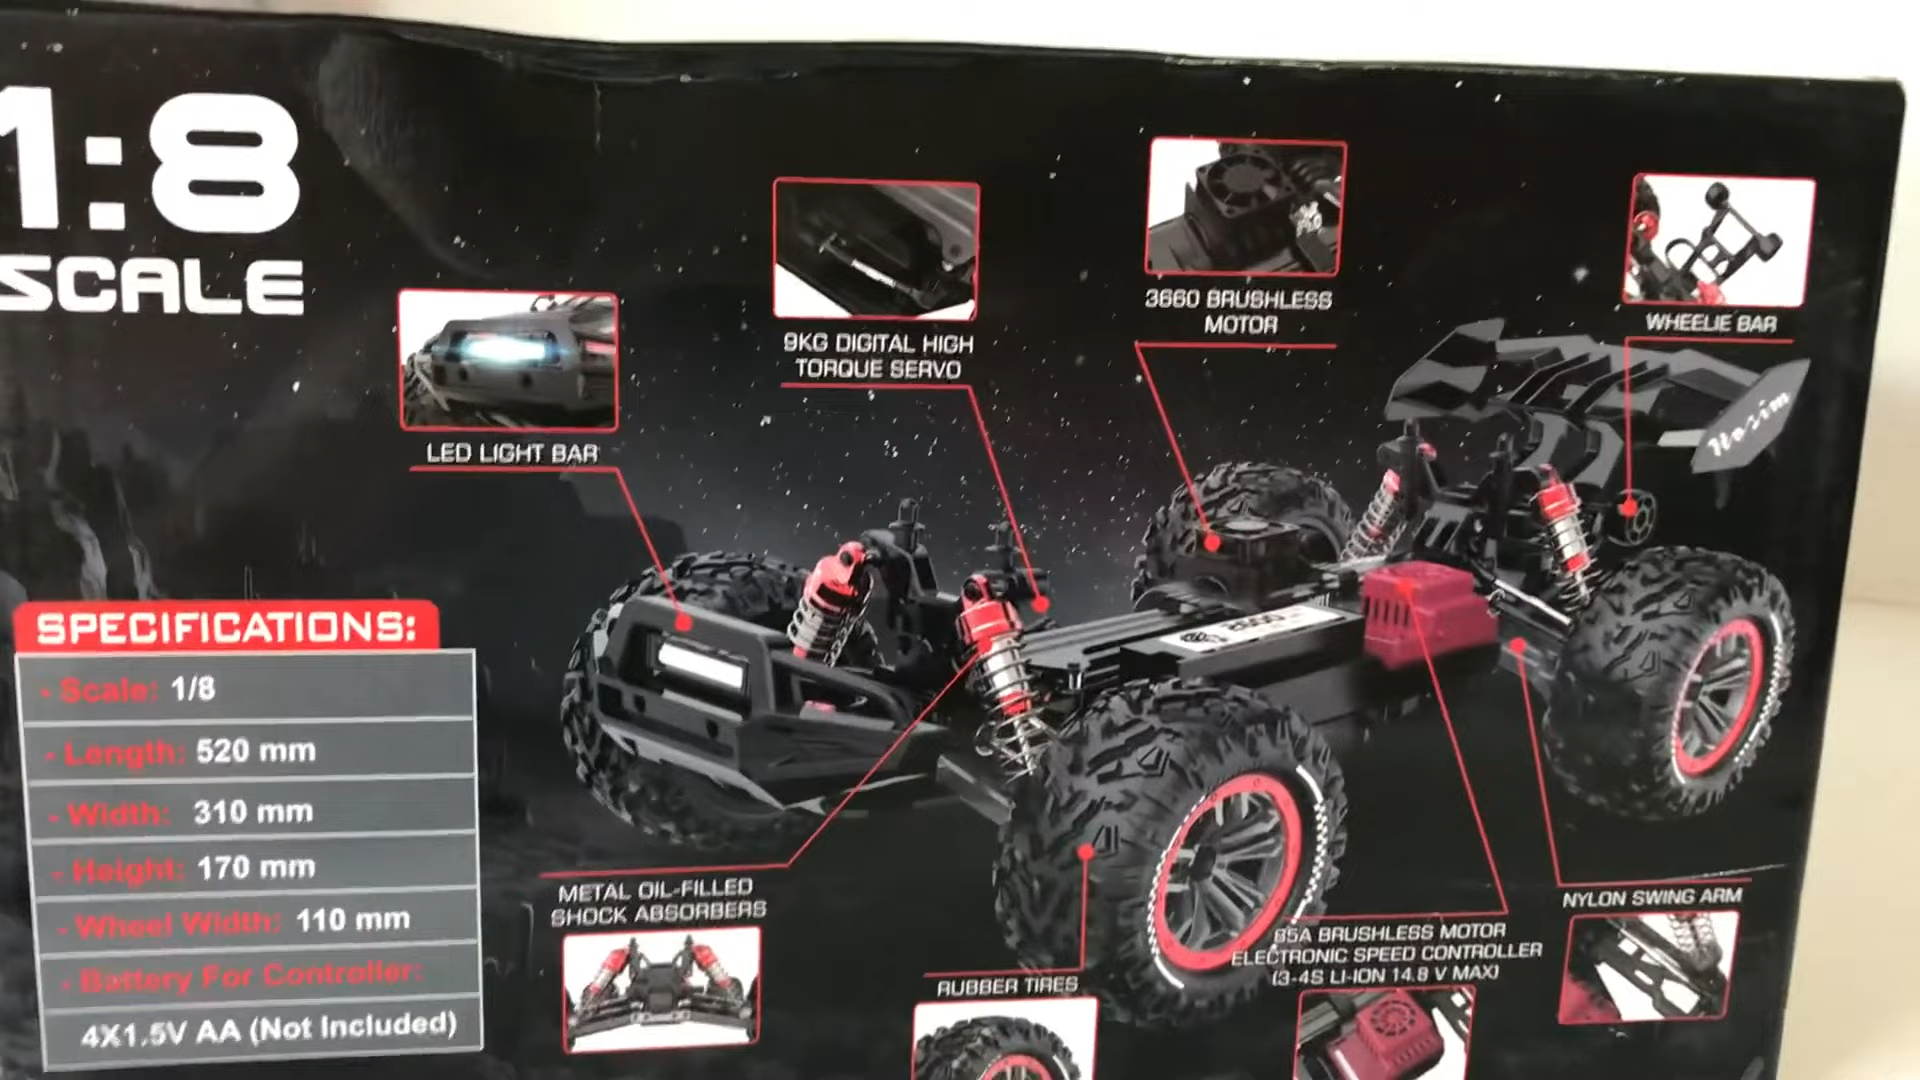 1:8
SCALE
LED LIGHT BAR
9KG DIGITAL HIGH
TORQUE SERVO
3660 BRUSHLESS
MOTOR
WHEELIE BAR
SPECIFICATIONS:
- Scale: 1/8
- Length: 520 mm
- Width: 310 mm
- Height: 170 mm
- Wheel Width: 110 mm
- Battery For Controller:
4X1.5V AA (Not Included)
METAL OIL-FILLED
SHOCK ABSORBERS
RUBBER TIRES
85A BRUSHLESS MOTOR
ELECTRONIC SPEED CONTROLLER
(3-4S LI-ION 14.8 V MAX)
NYLON SWING ARM